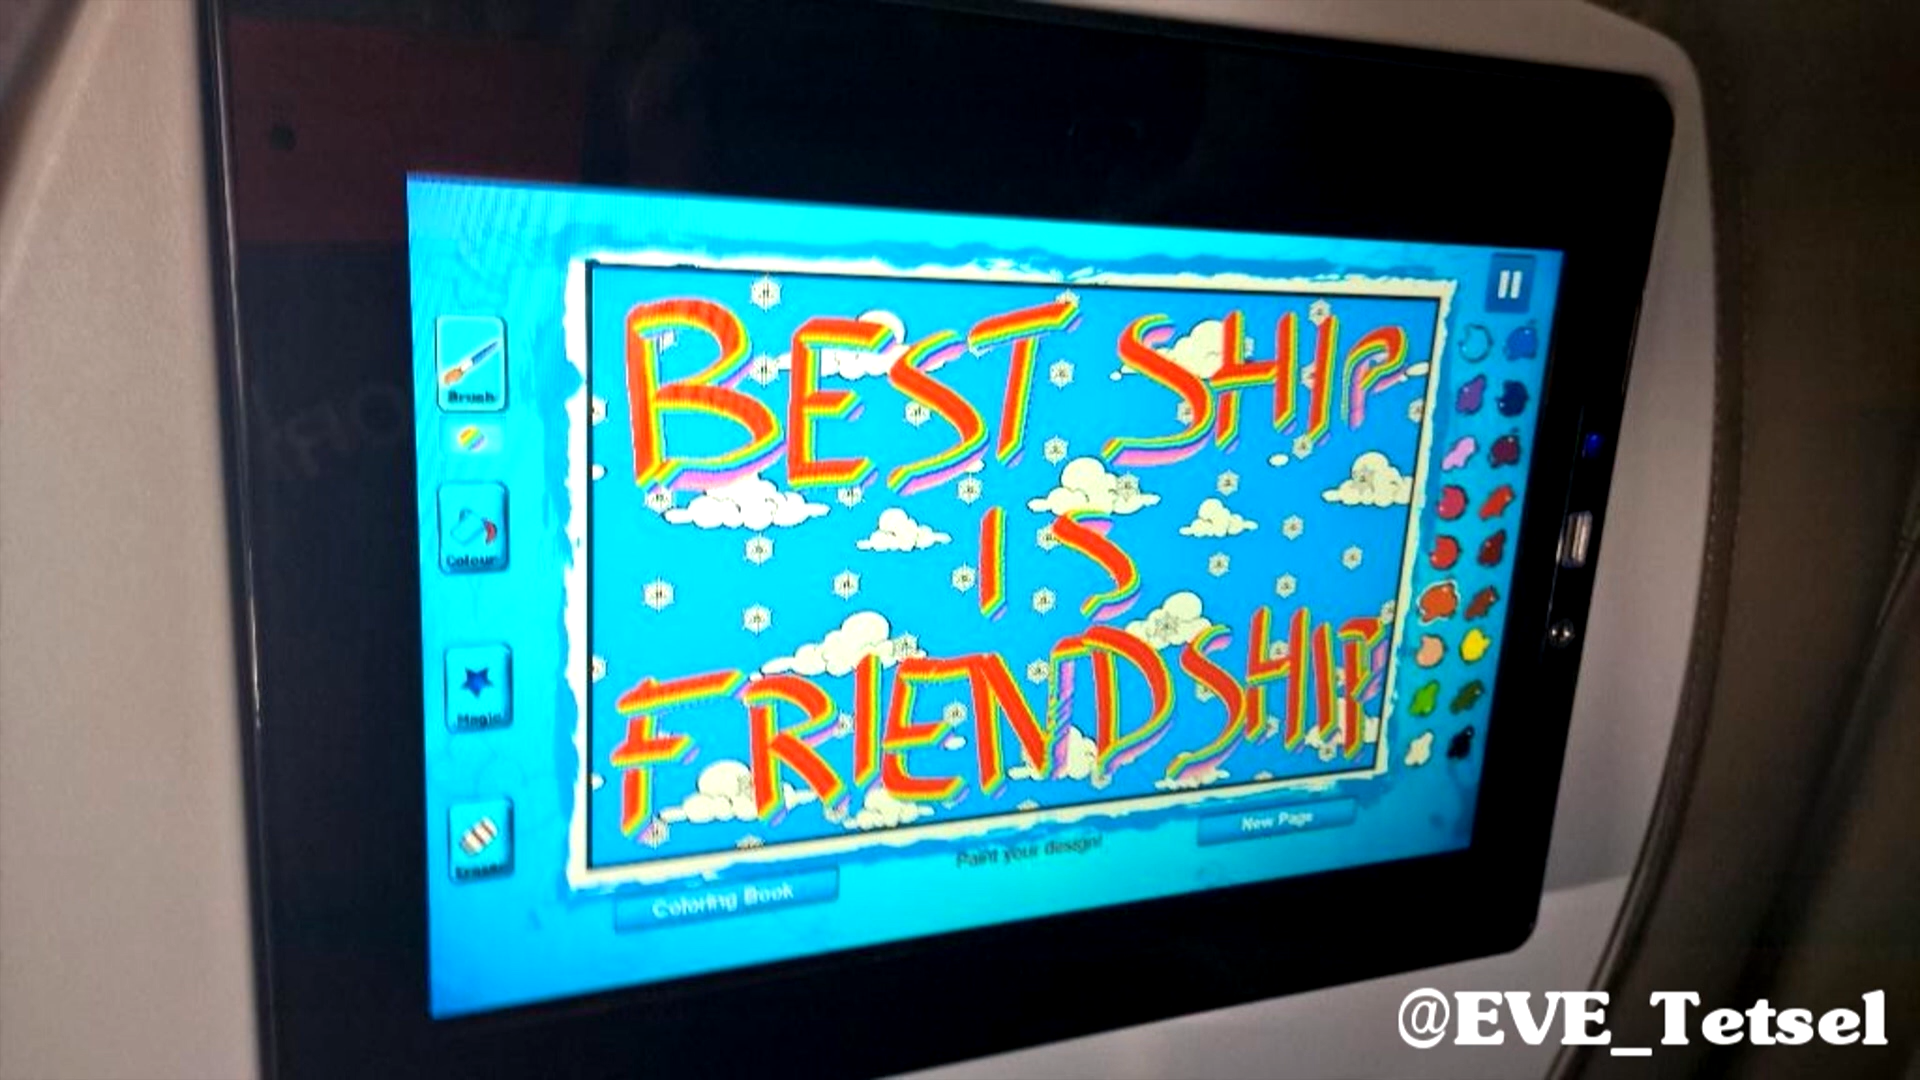 BEST SHIP
IS
FRIENDSHIP
Brush
Colour
Magic
Eraser
Paint your design!
New Page
Coloring Book
@EVE_Tetsel